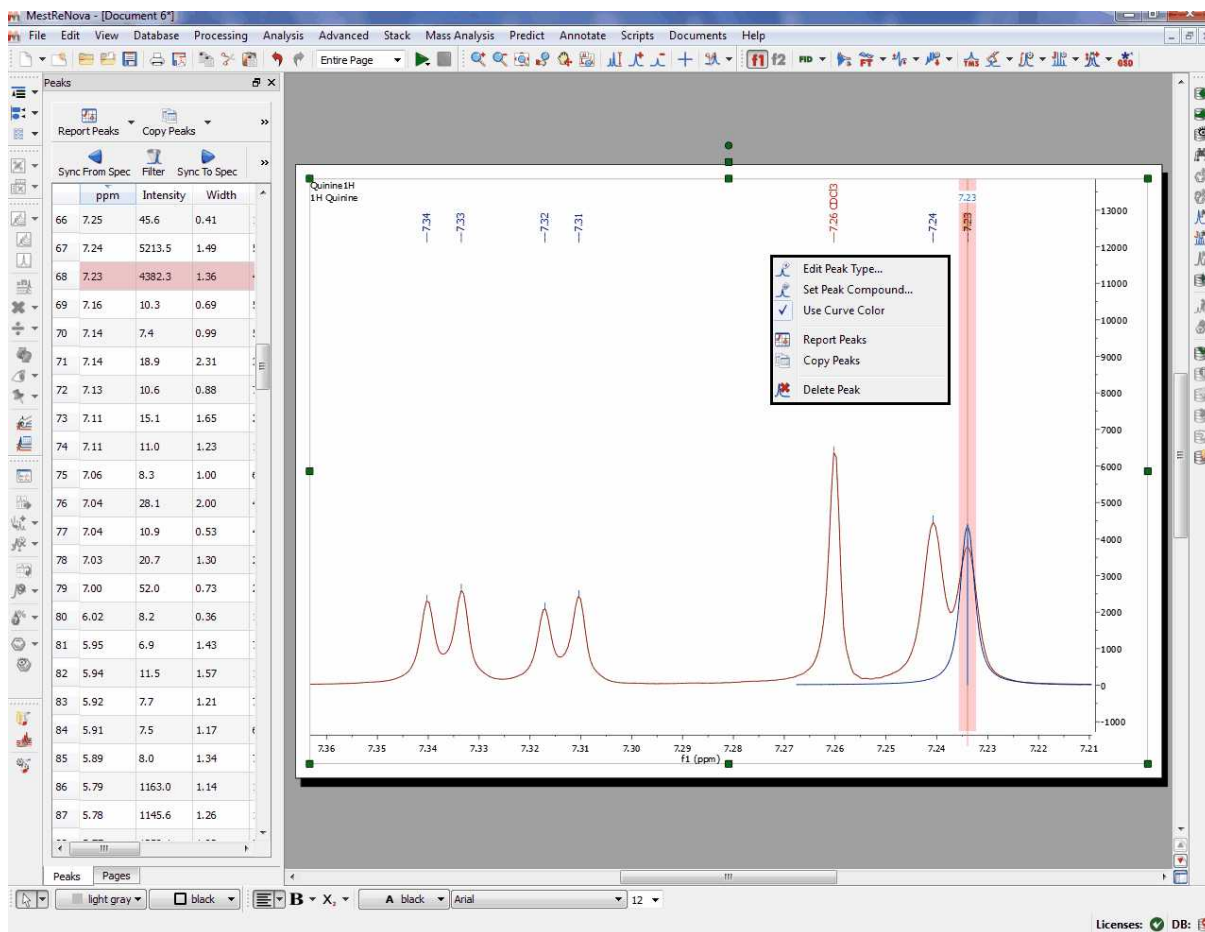 MestReNova - [Document 6*]
File Edit View Database Processing Analysis Advanced Stack Mass Analysis Predict Annotate Scripts Documents Help
Entire Page f1 f2 FID FT TMS GSD
Peaks
Report Peaks Copy Peaks »
Sync From Spec Filter Sync To Spec »
ppm Intensity Width
66 7.25 45.6 0.41
67 7.24 5213.5 1.49
68 7.23 4382.3 1.36
69 7.16 10.3 0.69
70 7.14 7.4 0.99
71 7.14 18.9 2.31
72 7.13 10.6 0.88
73 7.11 15.1 1.65
74 7.11 11.0 1.23
75 7.06 8.3 1.00
76 7.04 28.1 2.00
77 7.04 10.9 0.53
78 7.03 20.7 1.30
79 7.00 52.0 0.73
80 6.02 8.2 0.36
81 5.95 6.9 1.43
82 5.94 11.5 1.57
83 5.92 7.7 1.21
84 5.91 7.5 1.17
85 5.89 8.0 1.34
86 5.79 1163.0 1.14
87 5.78 1145.6 1.26
Peaks Pages
Quinine1H
1H Quinine
7.34 7.33 7.32 7.31 7.26 CDCl3 7.24 7.23
7.23
Edit Peak Type...
Set Peak Compound...
Use Curve Color
Report Peaks
Copy Peaks
Delete Peak
13000
12000
11000
10000
9000
8000
7000
6000
5000
4000
3000
2000
1000
0
-1000
7.36 7.35 7.34 7.33 7.32 7.31 7.30 7.29 7.28 7.27 7.26 7.25 7.24 7.23 7.22 7.21
f1 (ppm)
light gray black B X₂ A black Arial 12
Licenses: DB: